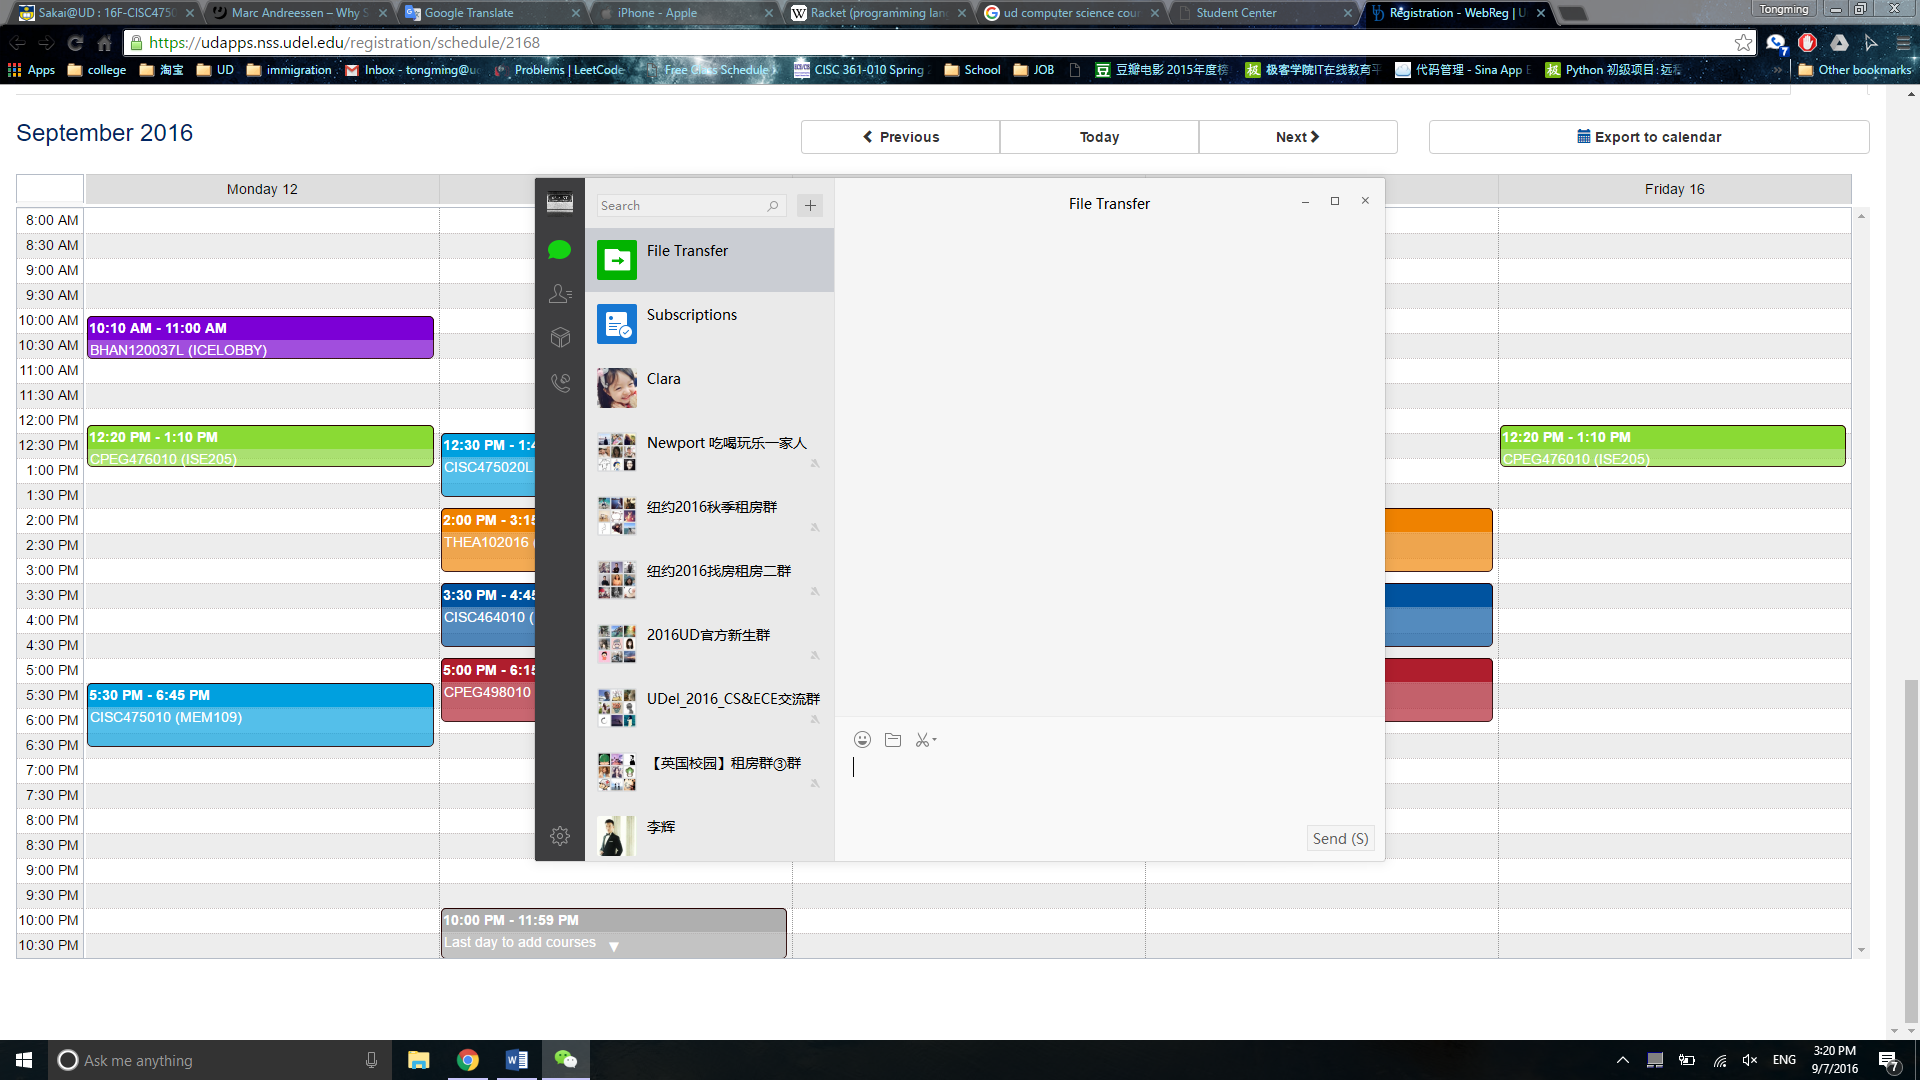 Sakai@UD : 16F-CISC475
Marc Andreessen – Why S
Google Translate
iPhone - Apple
Racket (programming lan
ud computer science cour
Student Center
Registration - WebReg | U
Tongming
https://udapps.nss.udel.edu/registration/schedule/2168
Apps
college
淘宝
UD
immigration
Inbox - tongming@u
Problems | LeetCode
Free Class Schedule
CISC 361-010 Spring
School
JOB
豆瓣电影 2015年度榜
极客学院IT在线教育平
代码管理 - Sina App E
Python 初级项目:远程
Other bookmarks
September 2016
Previous
Today
Next
Export to calendar
Monday 12
Friday 16
8:00 AM
8:30 AM
9:00 AM
9:30 AM
10:00 AM
10:30 AM
11:00 AM
11:30 AM
12:00 PM
12:30 PM
1:00 PM
1:30 PM
2:00 PM
2:30 PM
3:00 PM
3:30 PM
4:00 PM
4:30 PM
5:00 PM
5:30 PM
6:00 PM
6:30 PM
7:00 PM
7:30 PM
8:00 PM
8:30 PM
9:00 PM
9:30 PM
10:00 PM
10:30 PM
10:10 AM - 11:00 AM
BHAN120037L (ICELOBBY)
12:20 PM - 1:10 PM
CPEG476010 (ISE205)
5:30 PM - 6:45 PM
CISC475010 (MEM109)
12:30 PM - 1:4
CISC475020L
2:00 PM - 3:15
THEA102016 (
3:30 PM - 4:45
CISC464010 (
5:00 PM - 6:15
CPEG498010
10:00 PM - 11:59 PM
Last day to add courses
12:20 PM - 1:10 PM
CPEG476010 (ISE205)
Search
File Transfer
Subscriptions
Clara
Newport 吃喝玩乐一家人
纽约2016秋季租房群
纽约2016找房租房二群
2016UD官方新生群
UDel_2016_CS&ECE交流群
【英国校园】租房群③群
李辉
File Transfer
Send (S)
Ask me anything
ENG
3:20 PM
9/7/2016
7